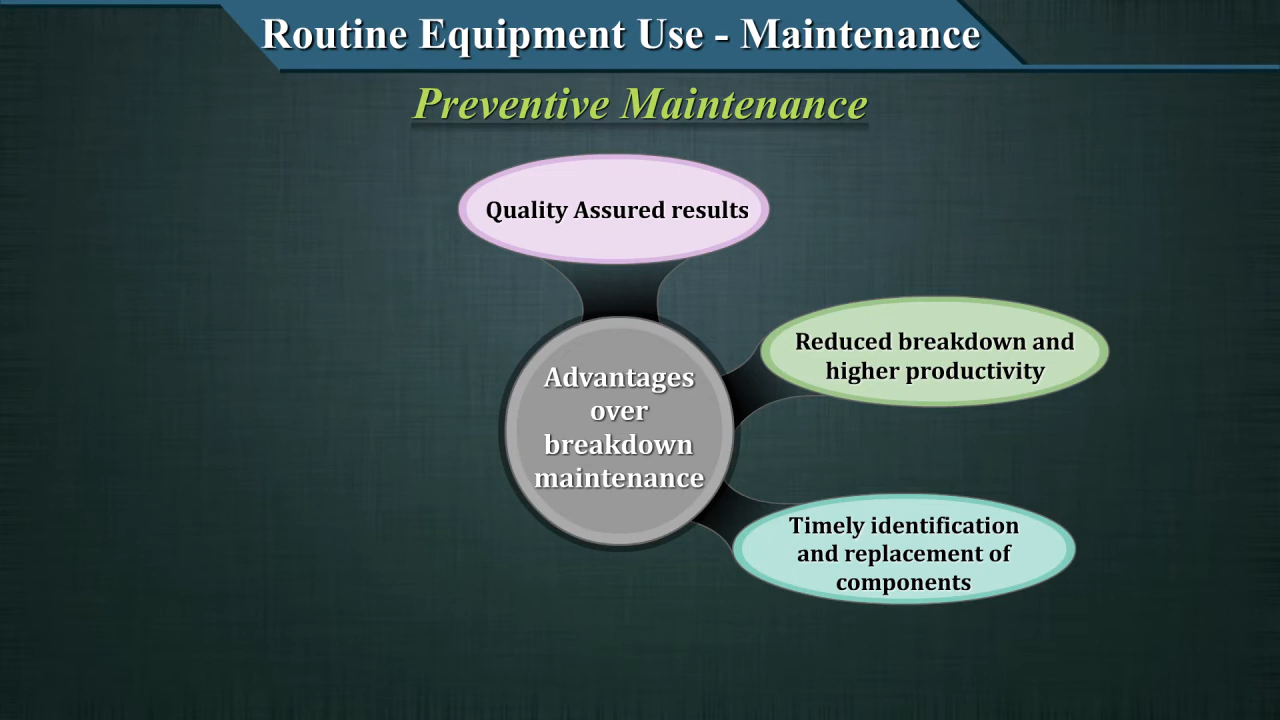 Routine Equipment Use - Maintenance
Preventive Maintenance
Quality Assured results
Reduced breakdown and
higher productivity
Advantages
over
breakdown
maintenance
Timely identification
and replacement of
components